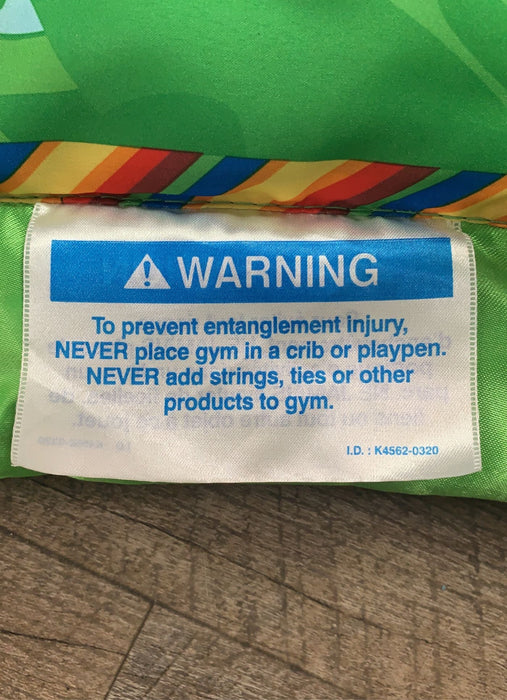 WARNING
To prevent entanglement injury,
NEVER place gym in a crib or playpen.
NEVER add strings, ties or other
products to gym.
I.D. : K4562-0320